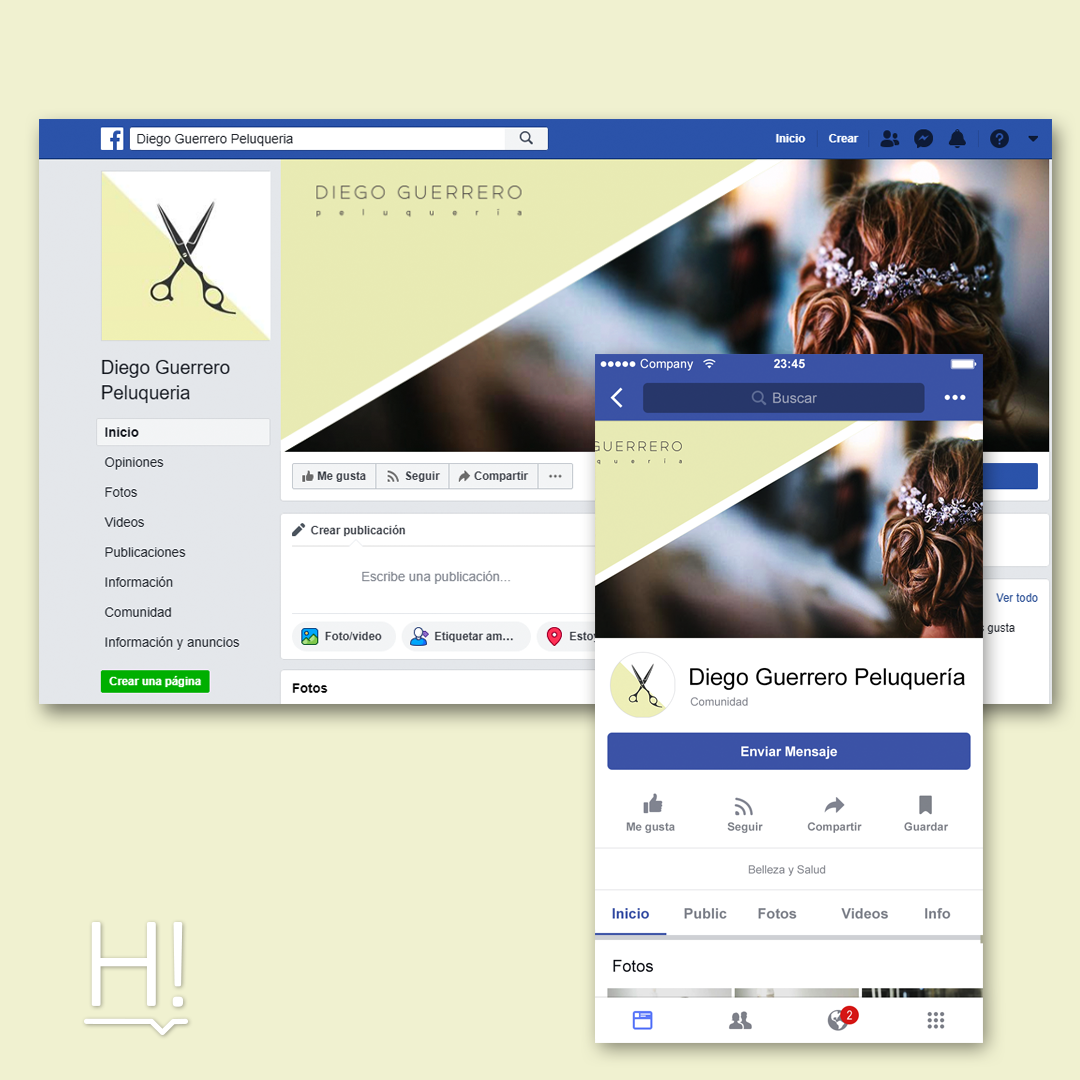 Diego Guerrero Peluqueria
Inicio
Crear
DIEGO GUERRERO
peluquería
Diego Guerrero
Peluqueria
Inicio
Opiniones
Fotos
Videos
Publicaciones
Información
Comunidad
Información y anuncios
Crear una página
Me gusta
Seguir
Compartir
...
Crear publicación
Escribe una publicación...
Foto/video
Etiquetar am...
Fotos
Ver todo
gusta
Company
23:45
Buscar
GUERRERO
Diego Guerrero Peluquería
Comunidad
Enviar Mensaje
Me gusta
Seguir
Compartir
Guardar
Belleza y Salud
Inicio
Public
Fotos
Videos
Info
Fotos
2
H!